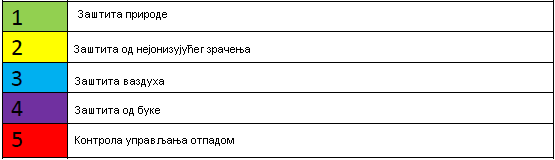 1 Заштита природе
2 Заштита од нејонизујућег зрачења
3 Заштита ваздуха
4 Заштита од буке
5 Контрола управљања отпадом